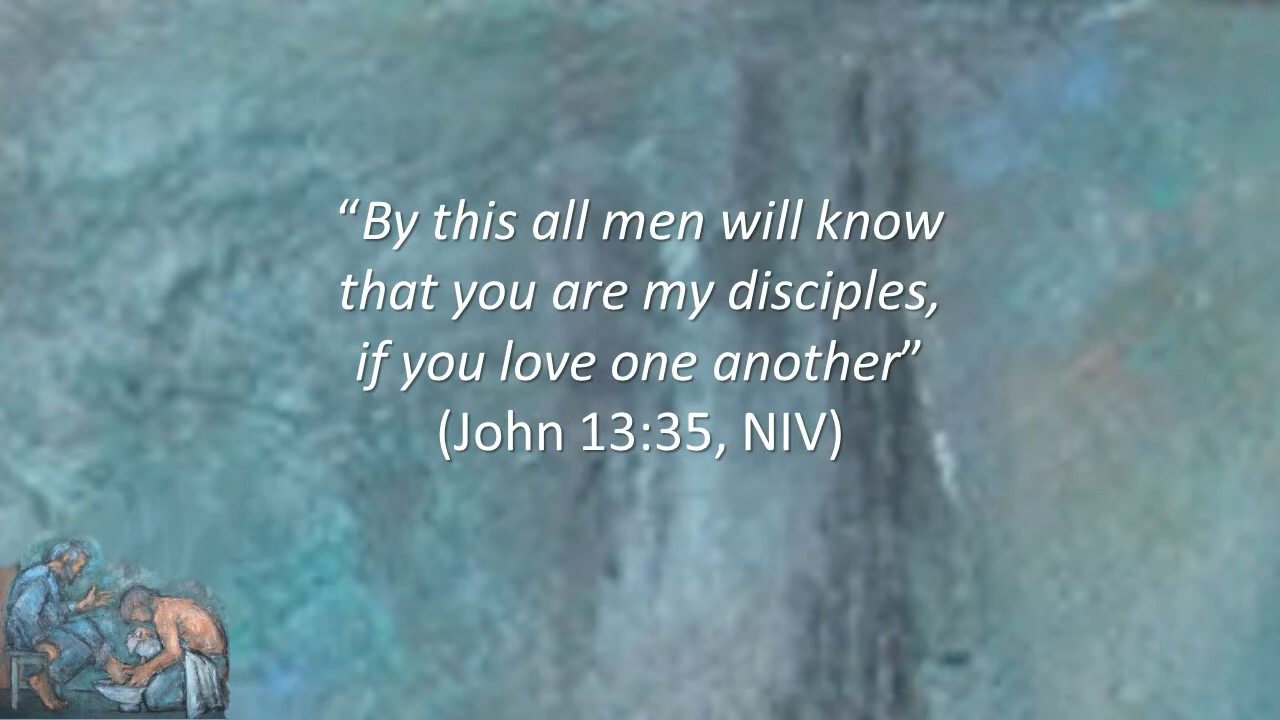 “By this all men will know
that you are my disciples,
if you love one another”
(John 13:35, NIV)